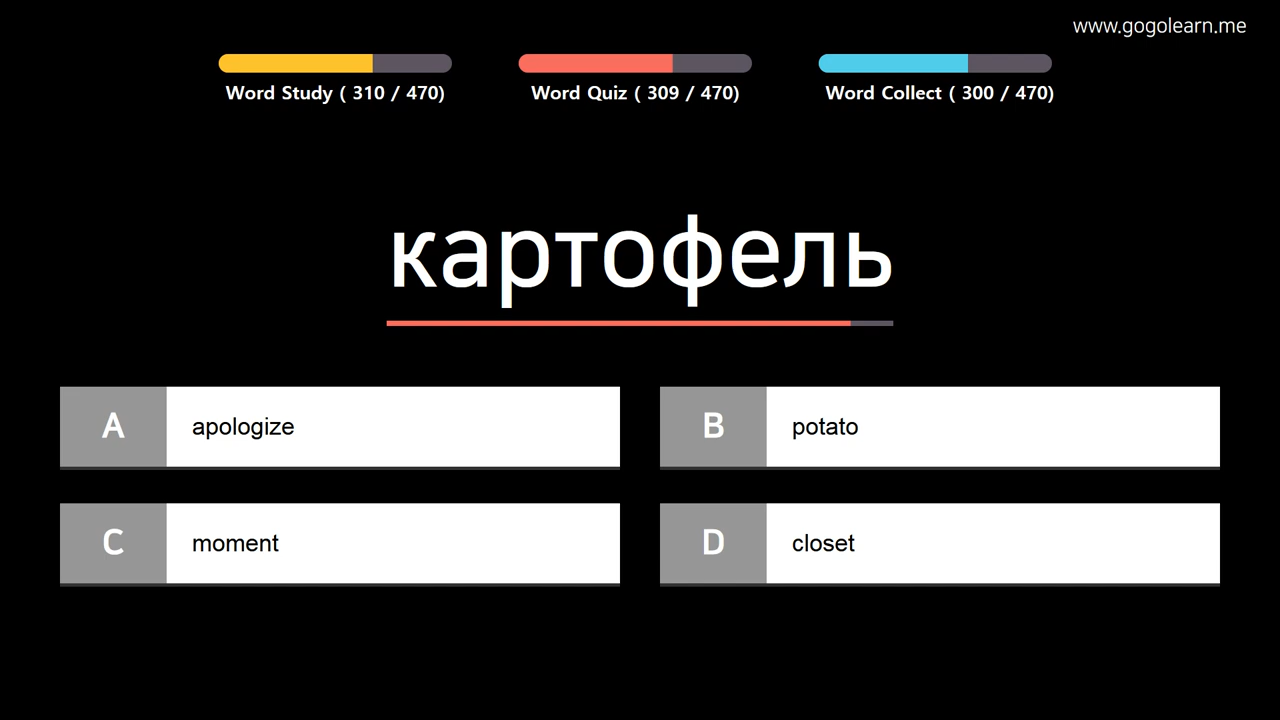 www.gogolearn.me
Word Study ( 310 / 470)
Word Quiz ( 309 / 470)
Word Collect ( 300 / 470)
картофель
A
apologize
B
potato
C
moment
D
closet